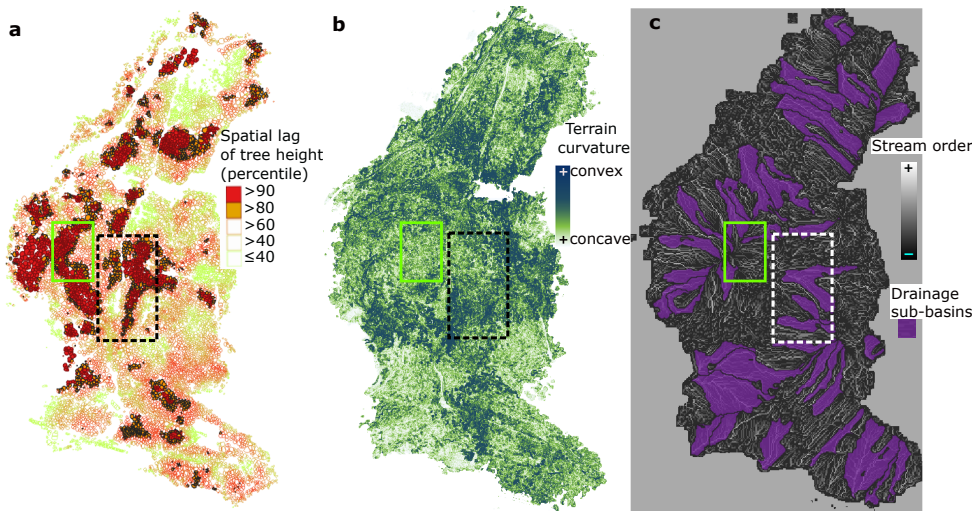 a
Spatial lag
of tree height
(percentile)
>90
>80
>60
>40
≤40
b
Terrain
curvature
+convex
+concave
c
Stream order
+
-
Drainage
sub-basins